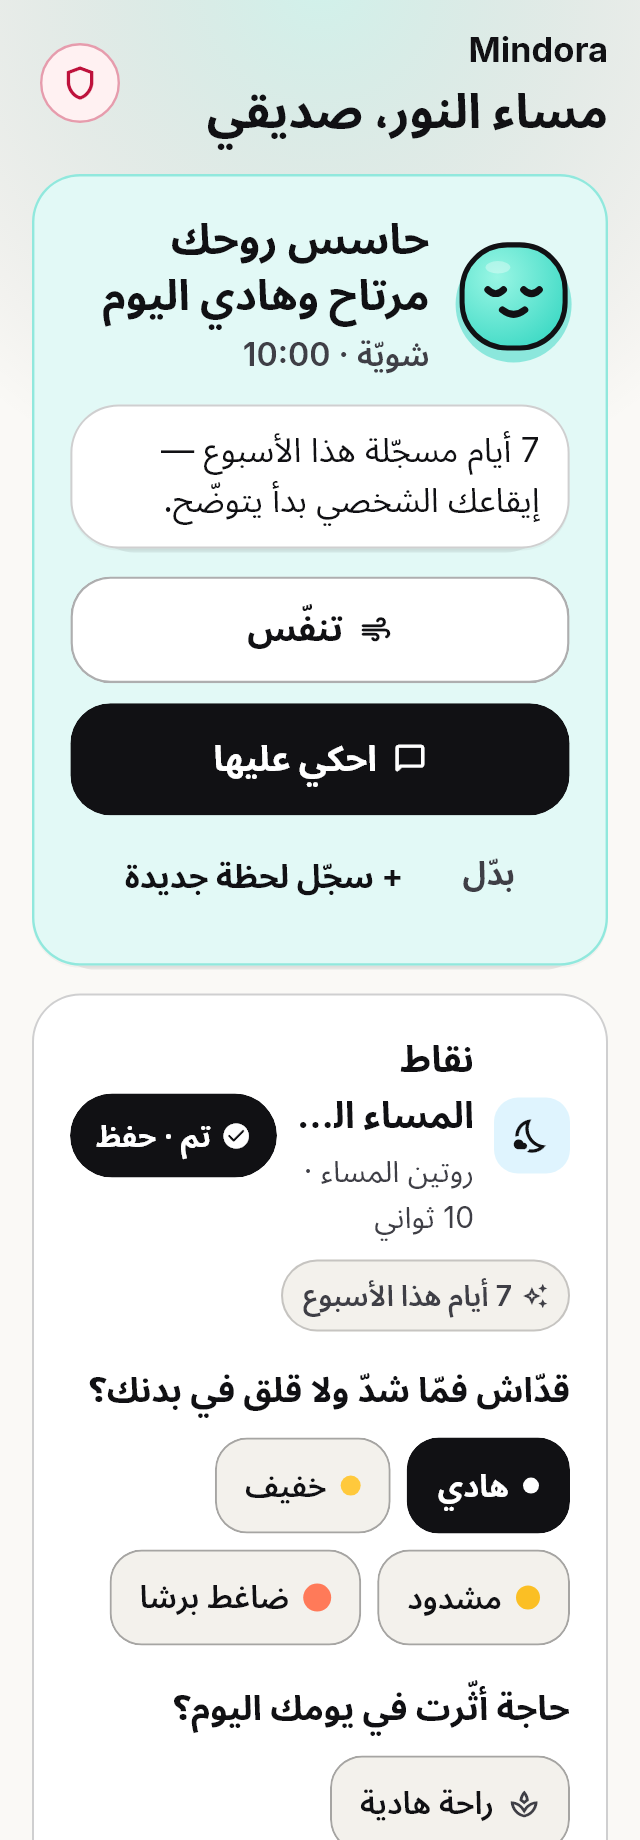 Mindora
مساء النور، صديقي
حاسس روحك
مرتاح وهادي اليوم
شويّة · 10:00
7 أيام مسجّلة هذا الأسبوع —
إيقاعك الشخصي بدأ يتوضّح.
تنفّس
احكي عليها
بدّل
+ سجّل لحظة جديدة
نقاط
المساء الـ...
روتين المساء ·
10 ثواني
تم · حفظ
7 أيام هذا الأسبوع
قدّاش فمّا شدّ ولا قلق في بدنك؟
هادي
خفيف
مشدود
ضاغط برشا
حاجة أثّرت في يومك اليوم؟
راحة هادية